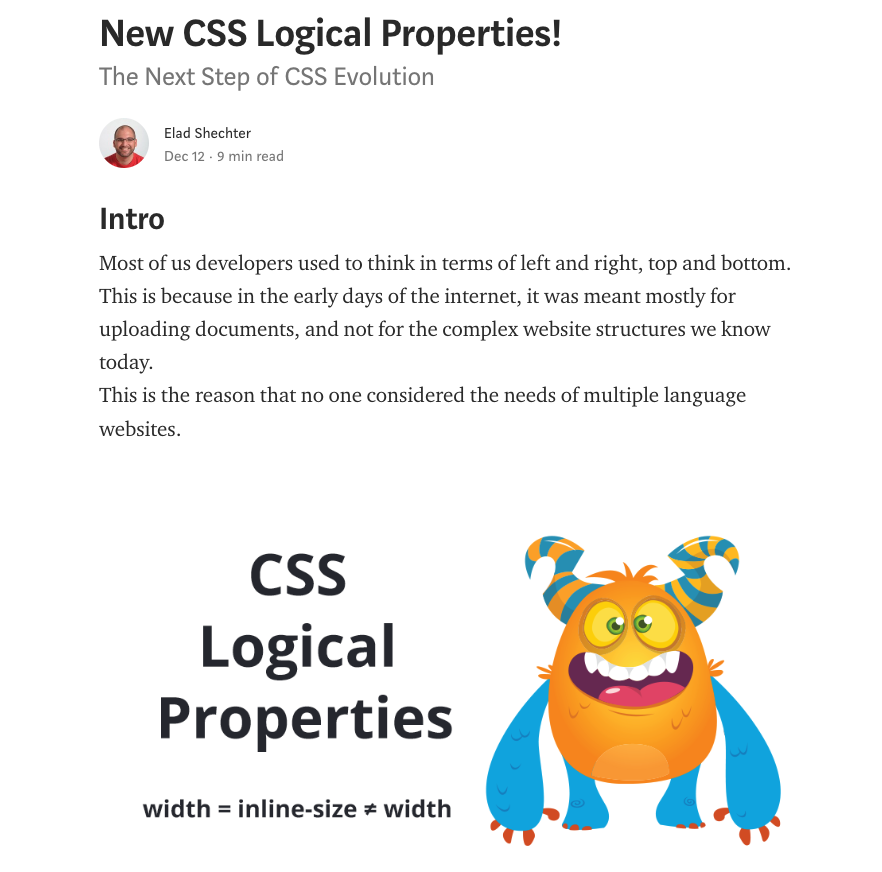 New CSS Logical Properties!
The Next Step of CSS Evolution
Elad Shechter
Dec 12 · 9 min read
Intro
Most of us developers used to think in terms of left and right, top and bottom.
This is because in the early days of the internet, it was meant mostly for
uploading documents, and not for the complex website structures we know
today.
This is the reason that no one considered the needs of multiple language
websites.
CSS
Logical
Properties
width = inline-size ≠ width